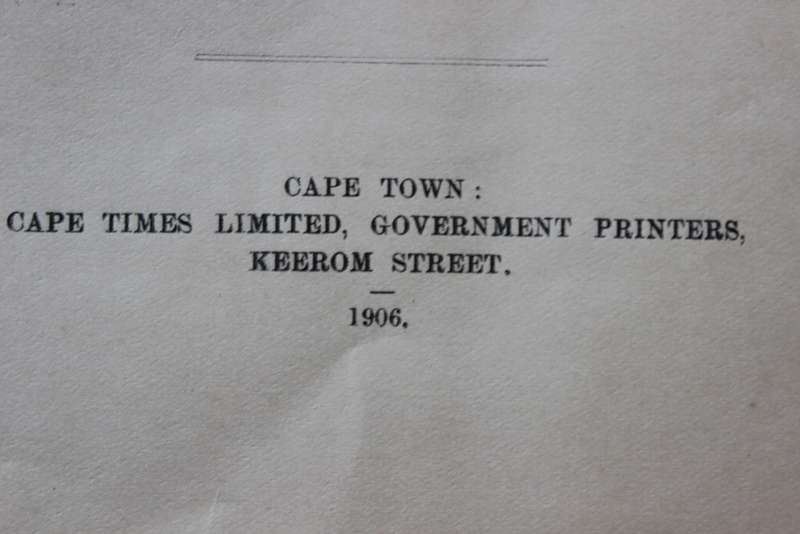 CAPE TOWN:
CAPE TIMES LIMITED, GOVERNMENT PRINTERS,
KEEROM STREET.
—
1906.